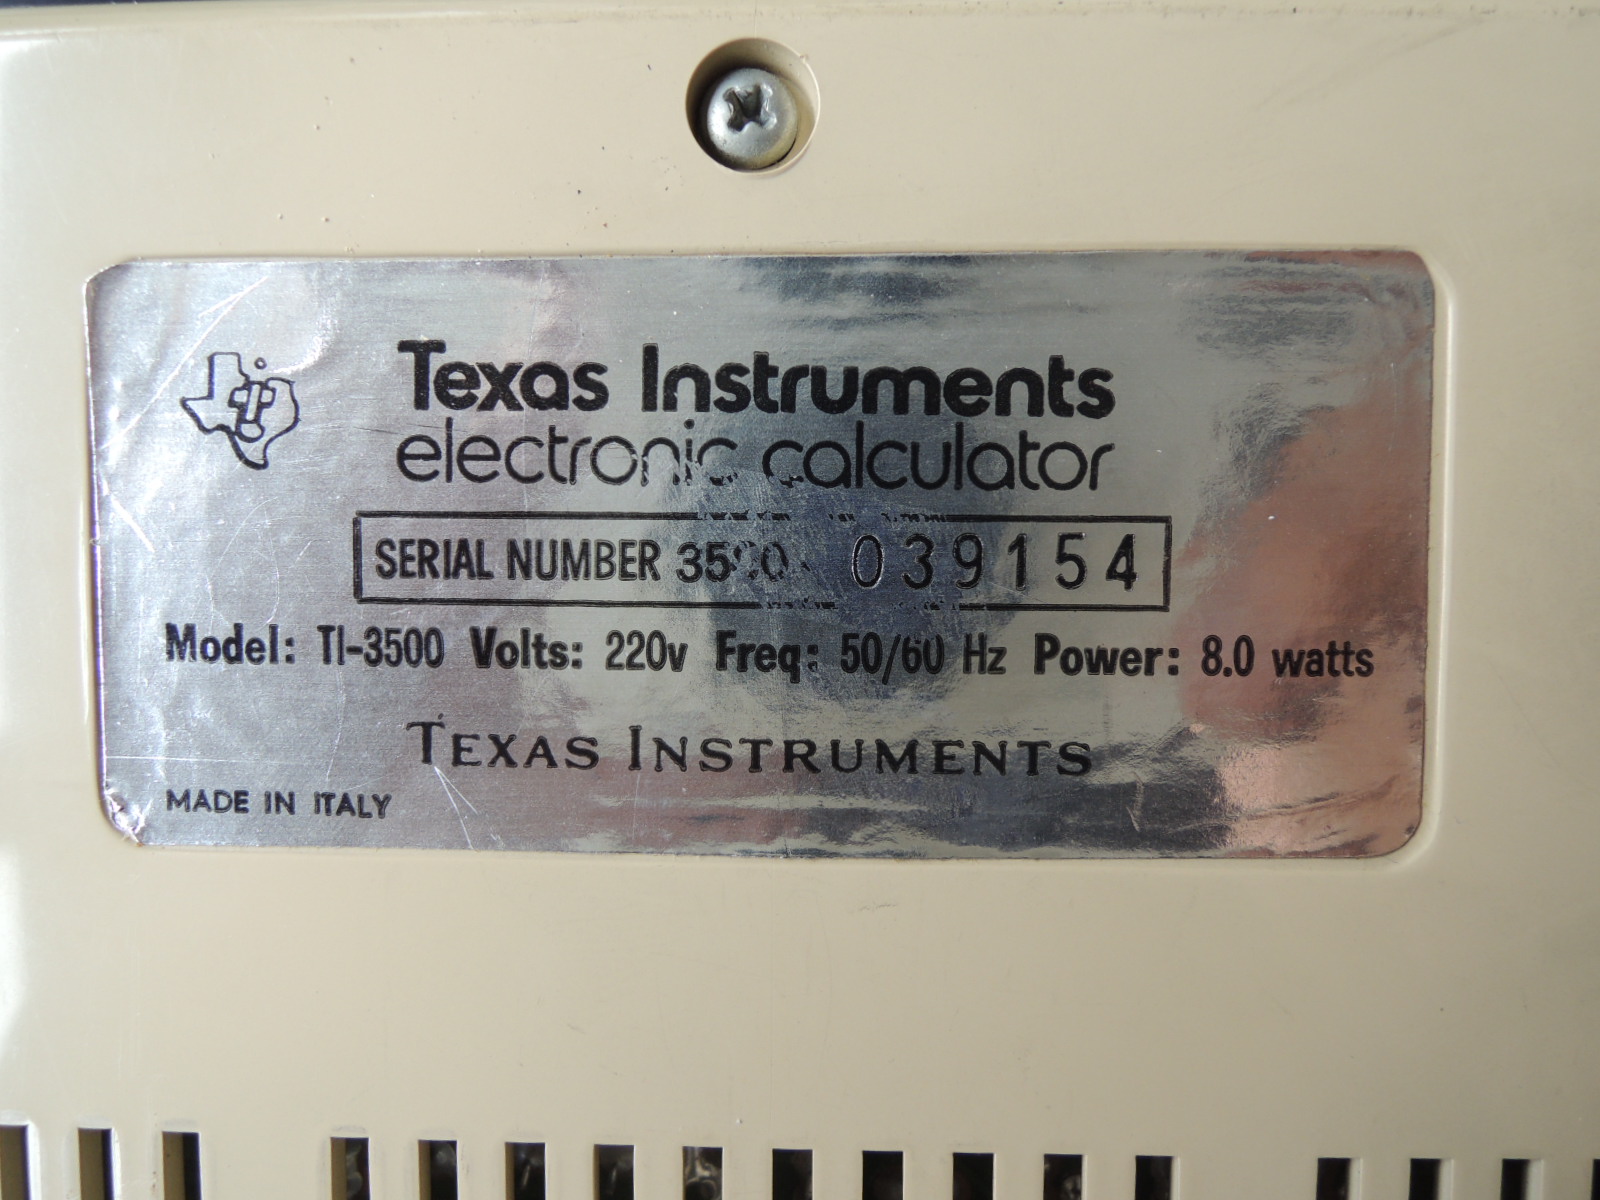 Texas Instruments
electronic calculator
SERIAL NUMBER 3500 039154
Model: TI-3500 Volts: 220v Freq: 50/60 Hz Power: 8.0 watts
TEXAS INSTRUMENTS
MADE IN ITALY